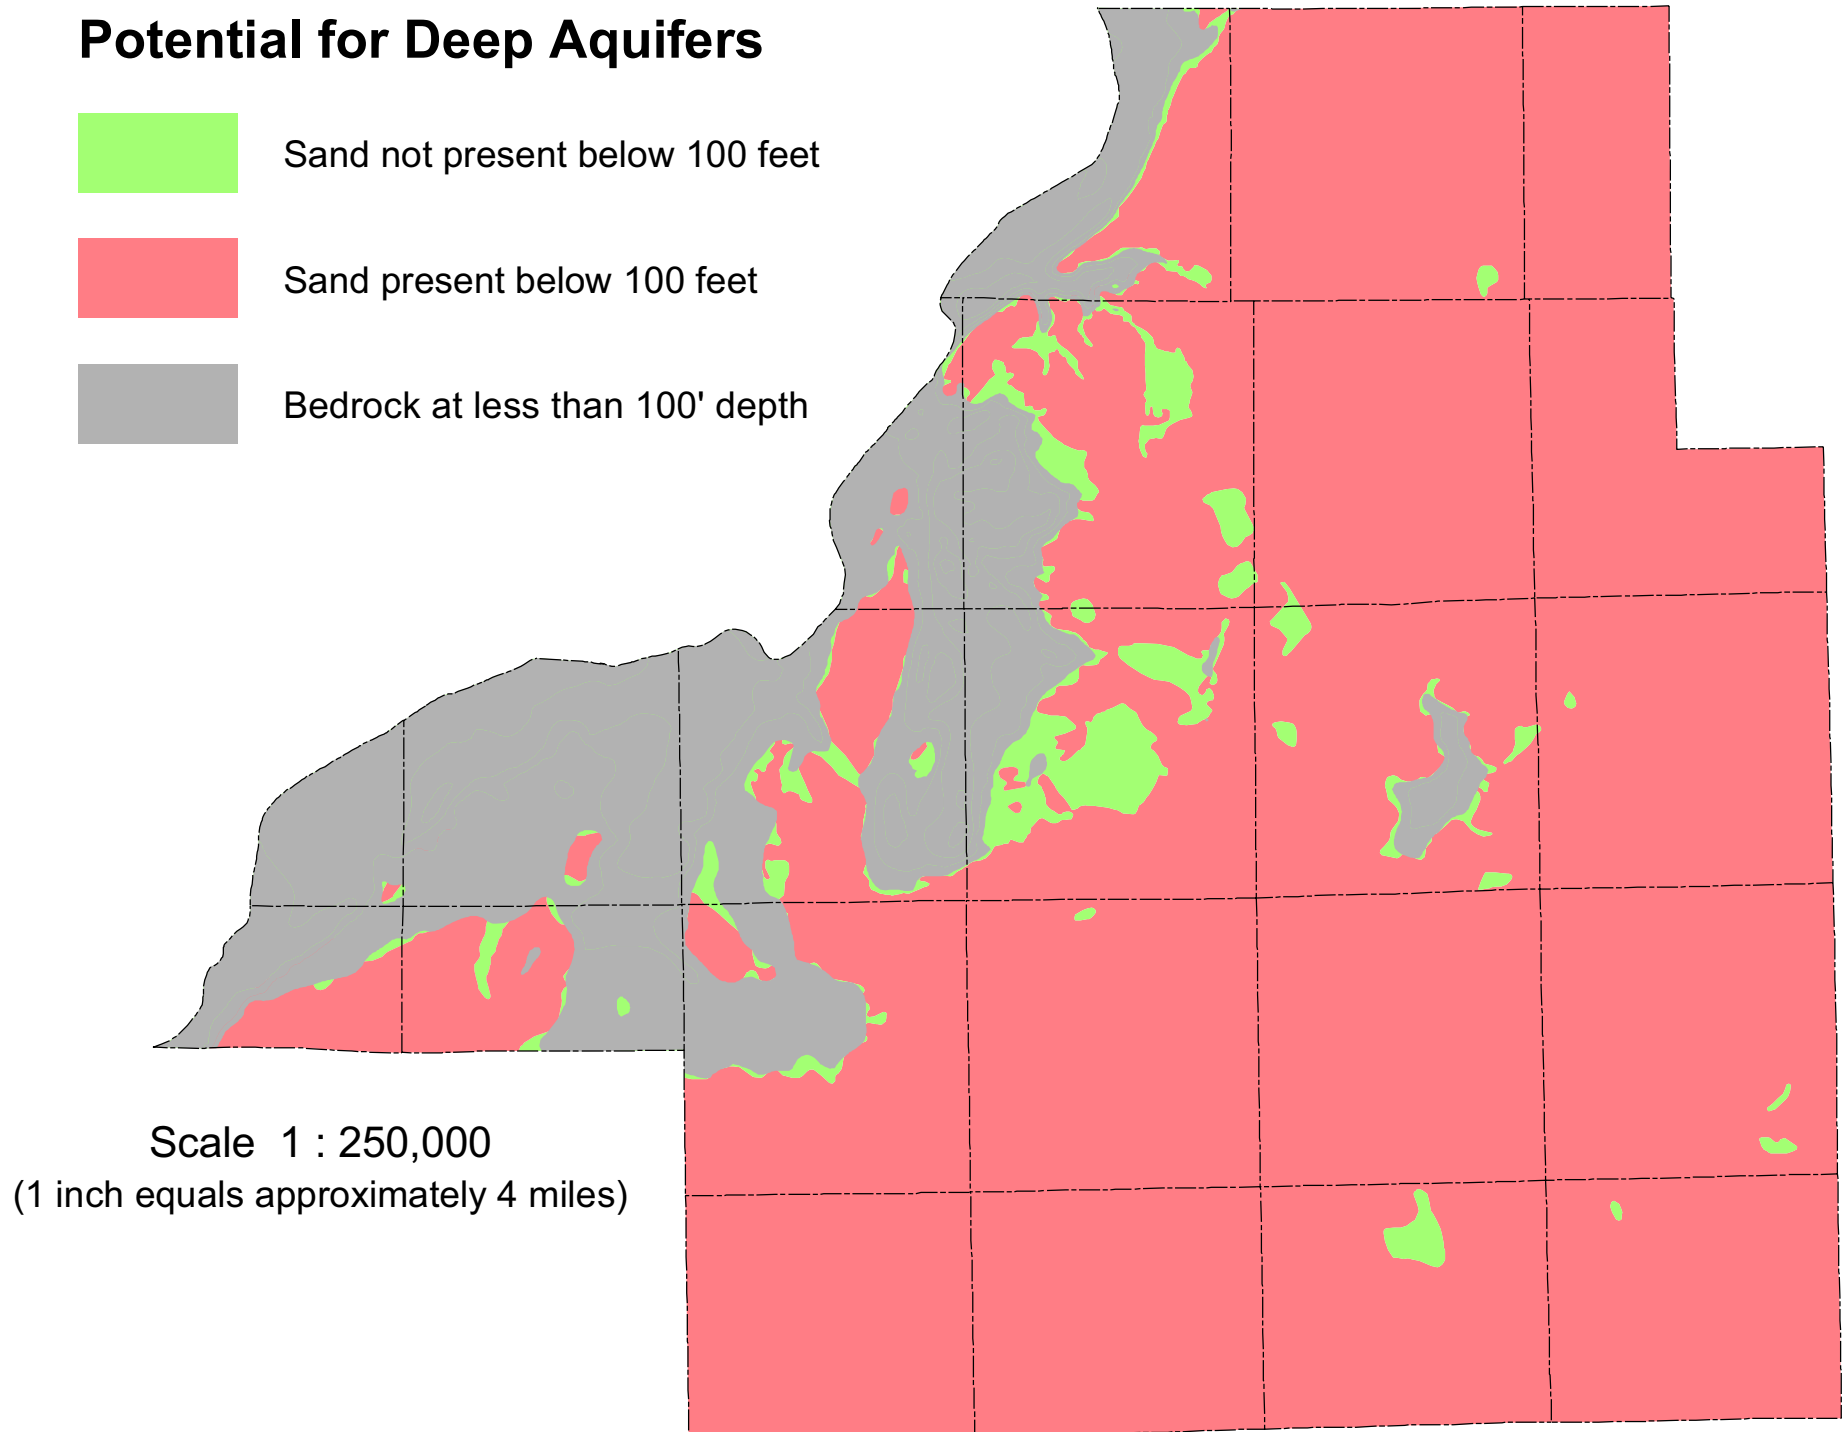 Potential for Deep Aquifers
Sand not present below 100 feet
Sand present below 100 feet
Bedrock at less than 100' depth
Scale 1 : 250,000
(1 inch equals approximately 4 miles)